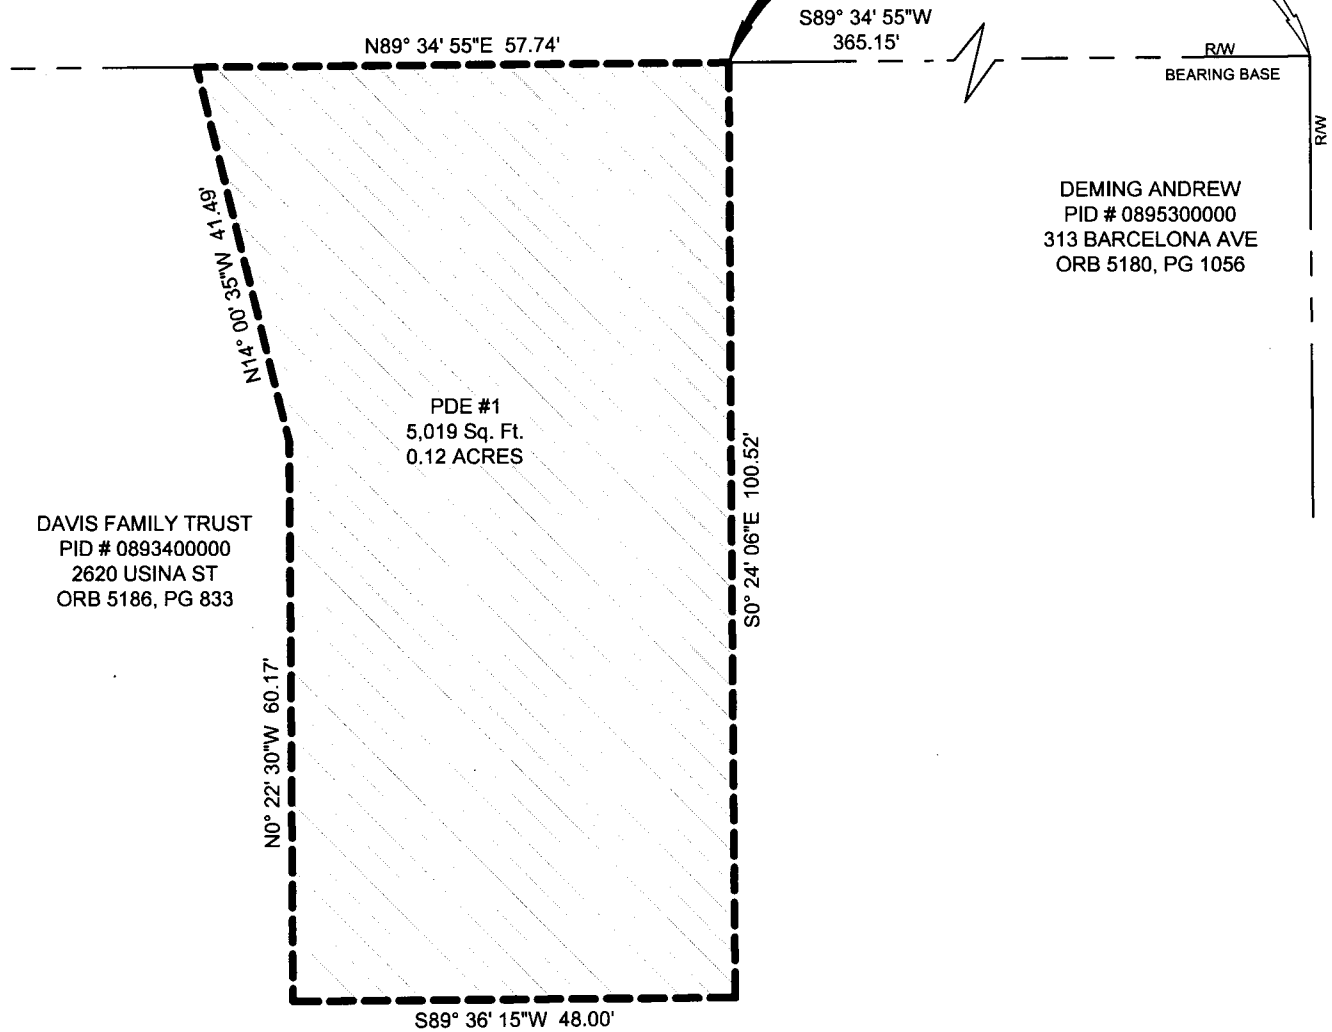 S89° 34' 55"W
365.15'
N89° 34' 55"E 57.74'
R/W
BEARING BASE
R/W
DEMING ANDREW
PID # 0895300000
313 BARCELONA AVE
ORB 5180, PG 1056
N14° 00' 35"W 41.49'
PDE #1
5,019 Sq. Ft.
0.12 ACRES
S0° 24' 06"E 100.52'
DAVIS FAMILY TRUST
PID # 0893400000
2620 USINA ST
ORB 5186, PG 833
N0° 22' 30"W 60.17'
S89° 36' 15"W 48.00'